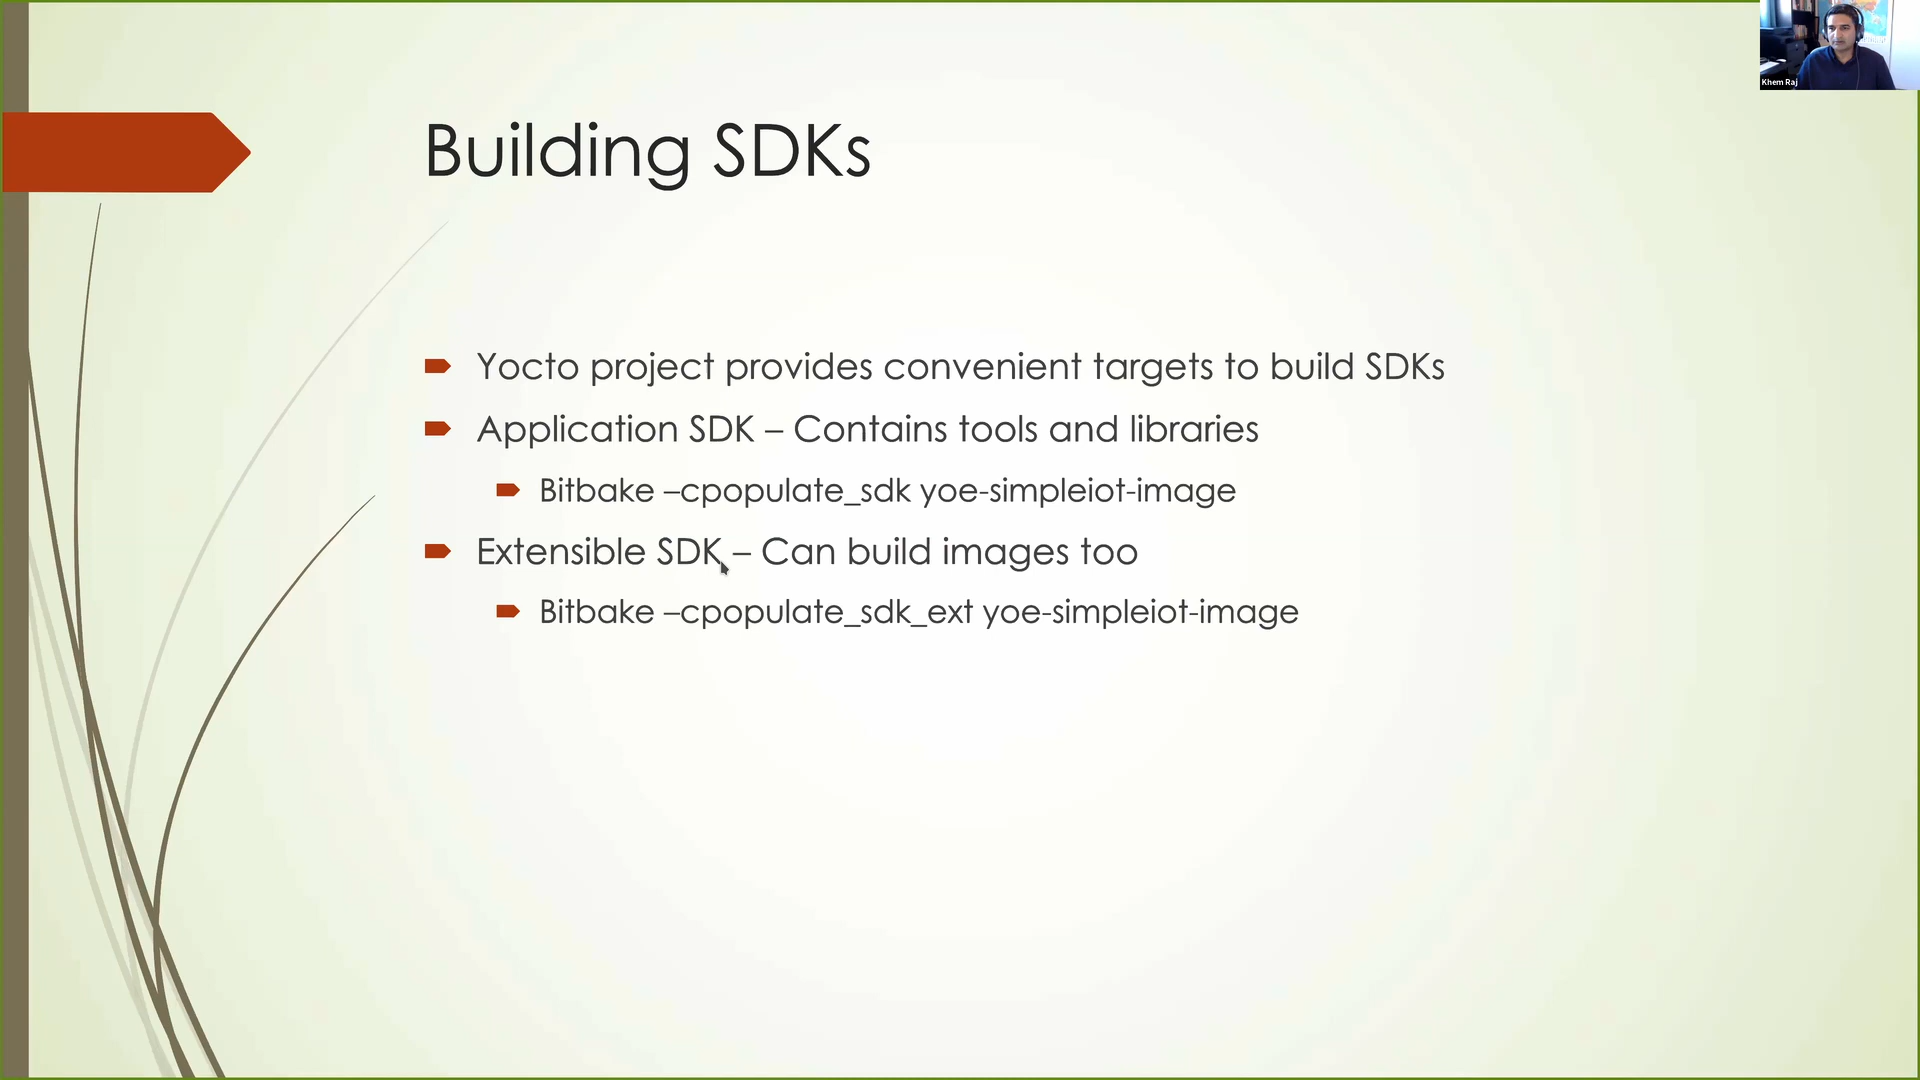 Khem Raj
Building SDKs
Yocto project provides convenient targets to build SDKs
Application SDK – Contains tools and libraries
Bitbake –cpopulate_sdk yoe-simpleiot-image
Extensible SDK – Can build images too
Bitbake –cpopulate_sdk_ext yoe-simpleiot-image